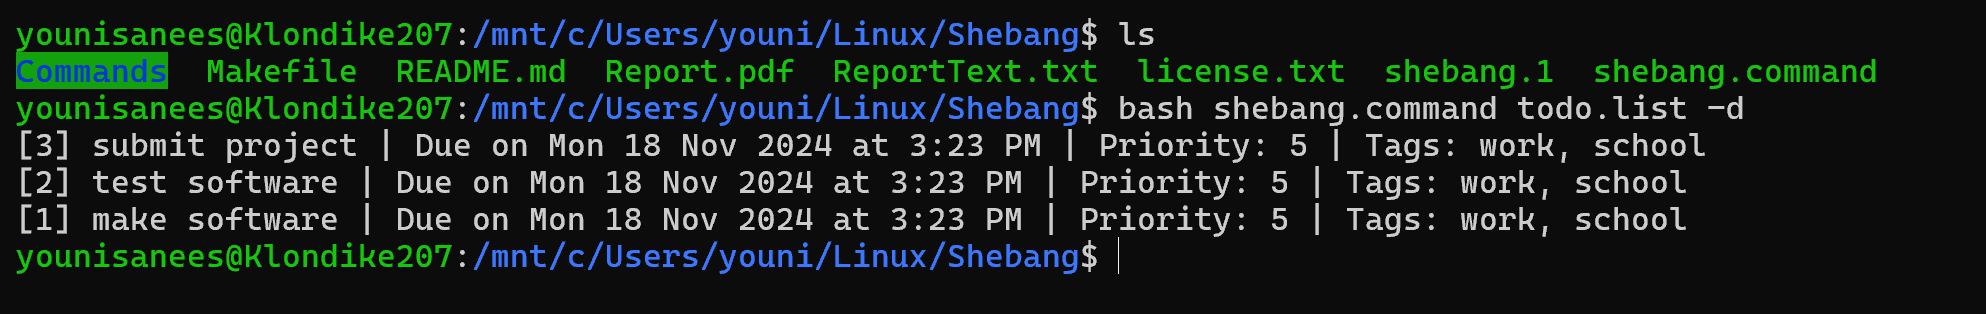 younisanees@Klondike207:/mnt/c/Users/youni/Linux/Shebang$ ls
Commands  Makefile  README.md  Report.pdf  ReportText.txt  license.txt  shebang.1  shebang.command
younisanees@Klondike207:/mnt/c/Users/youni/Linux/Shebang$ bash shebang.command todo.list -d
[3] submit project | Due on Mon 18 Nov 2024 at 3:23 PM | Priority: 5 | Tags: work, school
[2] test software | Due on Mon 18 Nov 2024 at 3:23 PM | Priority: 5 | Tags: work, school
[1] make software | Due on Mon 18 Nov 2024 at 3:23 PM | Priority: 5 | Tags: work, school
younisanees@Klondike207:/mnt/c/Users/youni/Linux/Shebang$